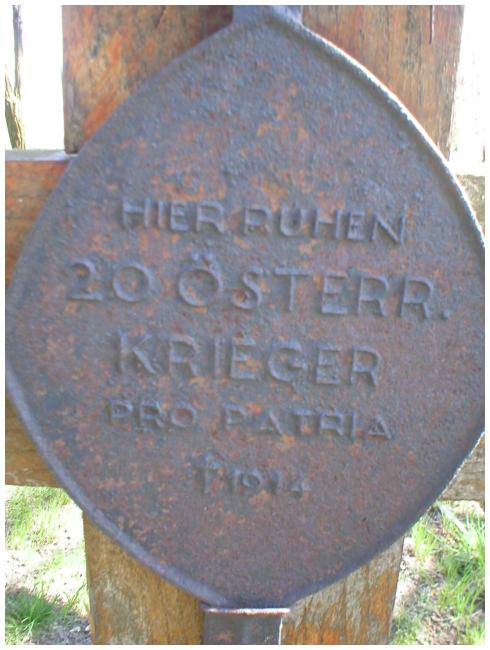 HIER RUHEN
20 ÖSTERR.
KRIEGER
PRO PATRIA
† 1914